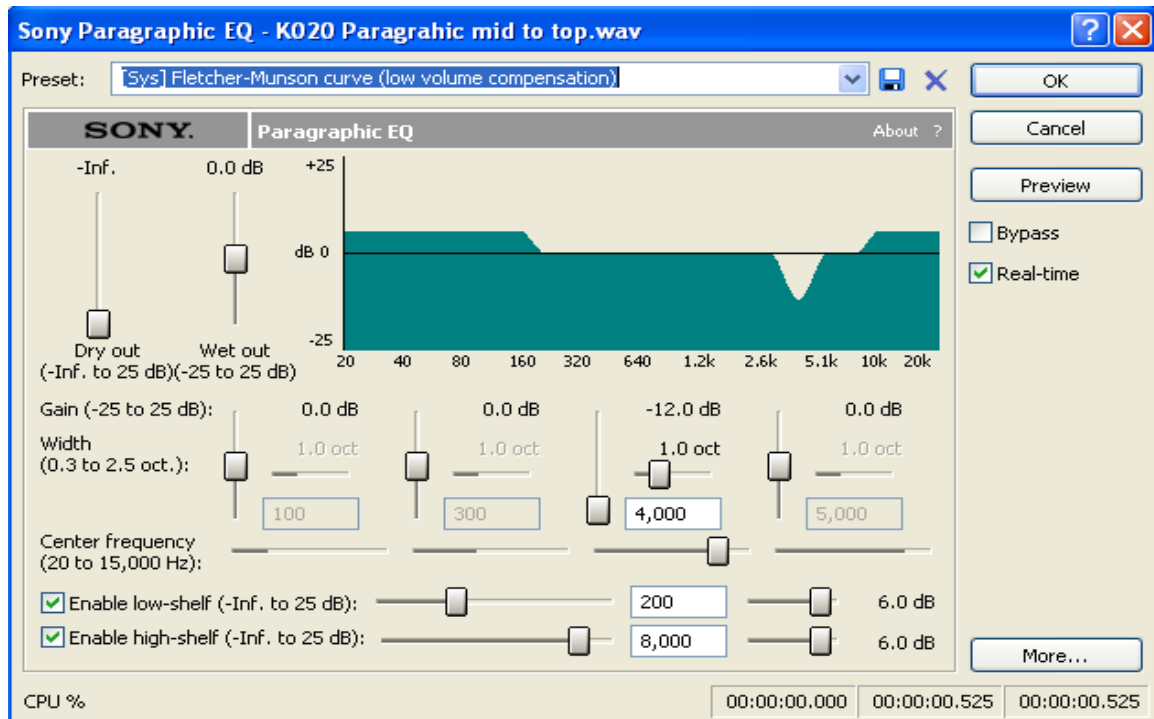 Sony Paragraphic EQ - K020 Paragrahic mid to top.wav
Preset: [Sys] Fletcher-Munson curve (low volume compensation)
OK
SONY. Paragraphic EQ About ?
Cancel
-Inf. 0.0 dB +25
Preview
Bypass
dB 0
Real-time
-25
20 40 80 160 320 640 1.2k 2.6k 5.1k 10k 20k
Dry out Wet out
(-Inf. to 25 dB)(-25 to 25 dB)
Gain (-25 to 25 dB): 0.0 dB 0.0 dB -12.0 dB 0.0 dB
Width 1.0 oct 1.0 oct 1.0 oct 1.0 oct
(0.3 to 2.5 oct.):
100 300 4,000 5,000
Center frequency
(20 to 15,000 Hz):
Enable low-shelf (-Inf. to 25 dB): 200 6.0 dB
Enable high-shelf (-Inf. to 25 dB): 8,000 6.0 dB
More...
CPU % 00:00:00.000 00:00:00.525 00:00:00.525